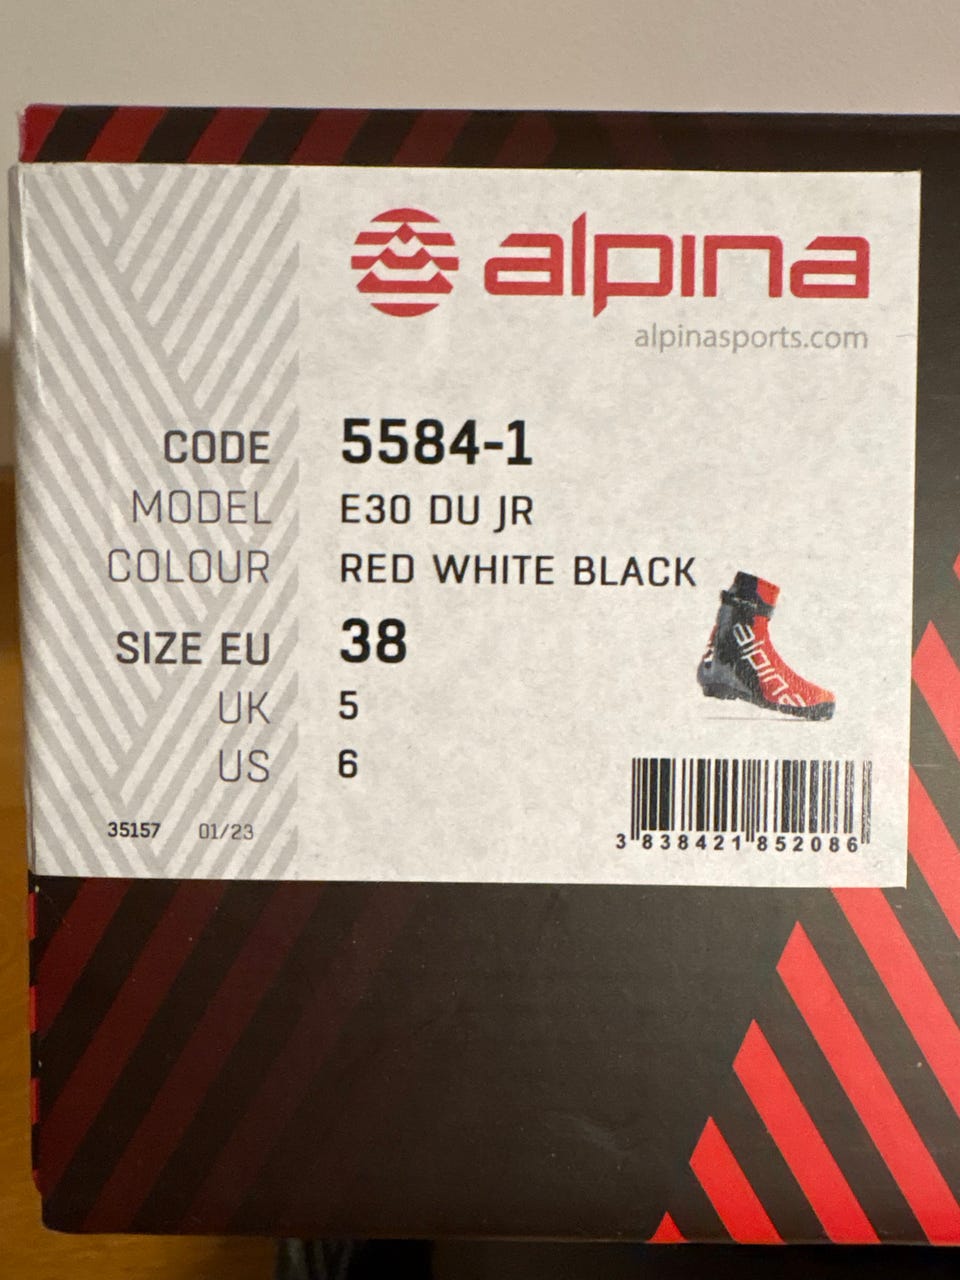 alpina
alpinasports.com
CODE 5584-1
MODEL E30 DU JR
COLOUR RED WHITE BLACK
SIZE EU 38
UK 5
US 6
alpina
35157 01/23
3 838421 852086